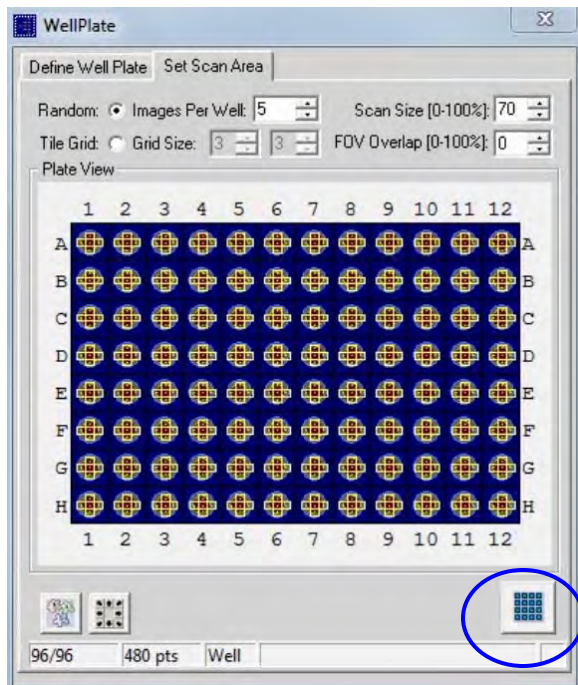 WellPlate
Define Well Plate Set Scan Area
Random: Images Per Well: 5 Scan Size [0-100%]: 70
Tile Grid: Grid Size: 3 3 FOV Overlap [0-100%]: 0
Plate View
1 2 3 4 5 6 7 8 9 10 11 12
A A
B B
C C
D D
E E
F F
G G
H H
1 2 3 4 5 6 7 8 9 10 11 12
96/96 480 pts Well